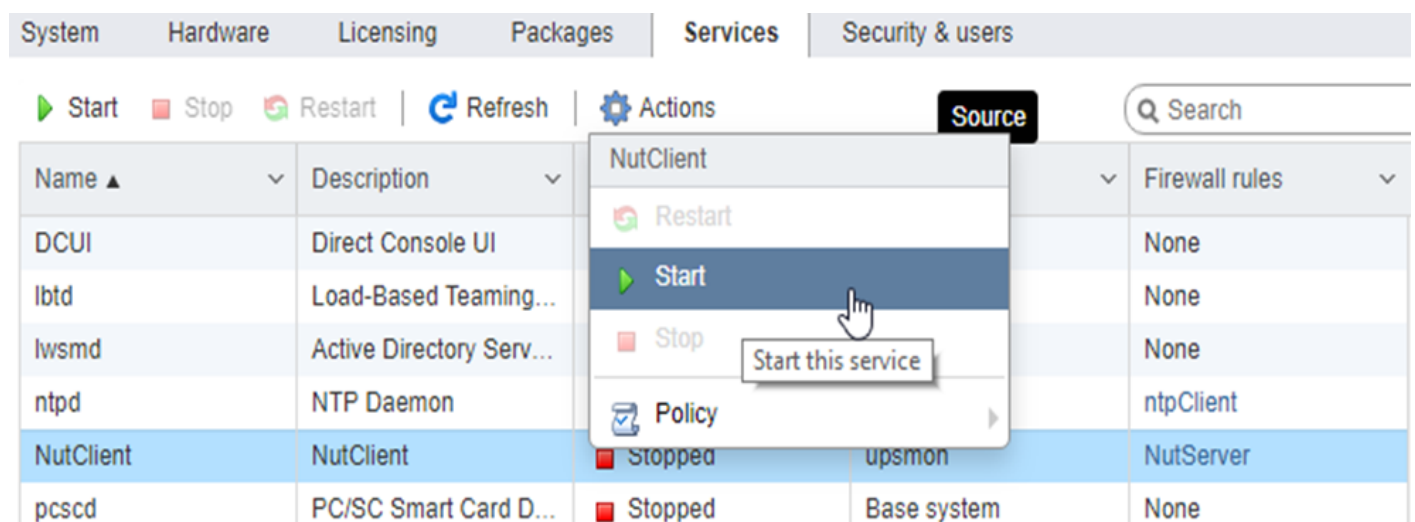 System Hardware Licensing Packages Services Security & users
Start Stop Restart Refresh Actions Source Search
NutClient
Name Description Firewall rules
Restart
DCUI Direct Console UI None
Start
lbtd Load-Based Teaming... None
Stop
lwsmd Active Directory Serv... None
Start this service
ntpd NTP Daemon ntpClient
Policy
NutClient NutClient Stopped upsmon NutServer
pcscd PC/SC Smart Card D... Stopped Base system None